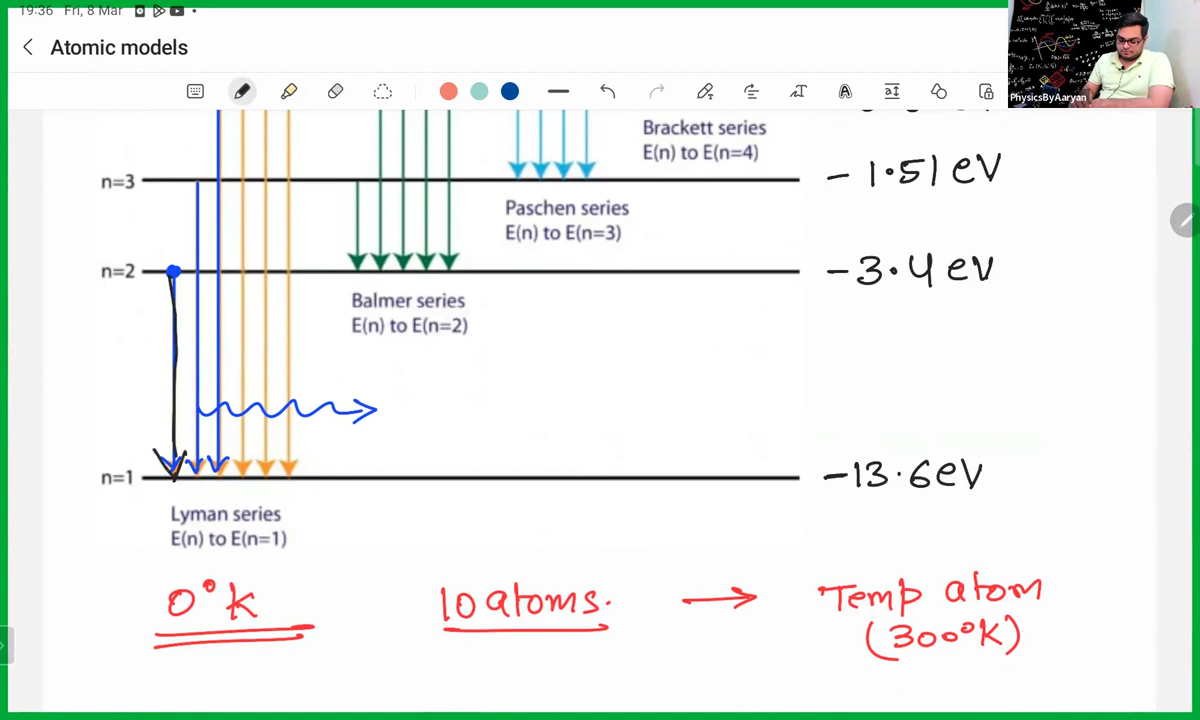 19:36 Fri, 8 Mar
Atomic models
PhysicsByAaryan
Brackett series
E(n) to E(n=4)
n=3
- 1.51 eV
Paschen series
E(n) to E(n=3)
n=2
-3.4 eV
Balmer series
E(n) to E(n=2)
n=1
-13.6eV
Lyman series
E(n) to E(n=1)
0°K
10 atoms.
Temp atom
(300°K)